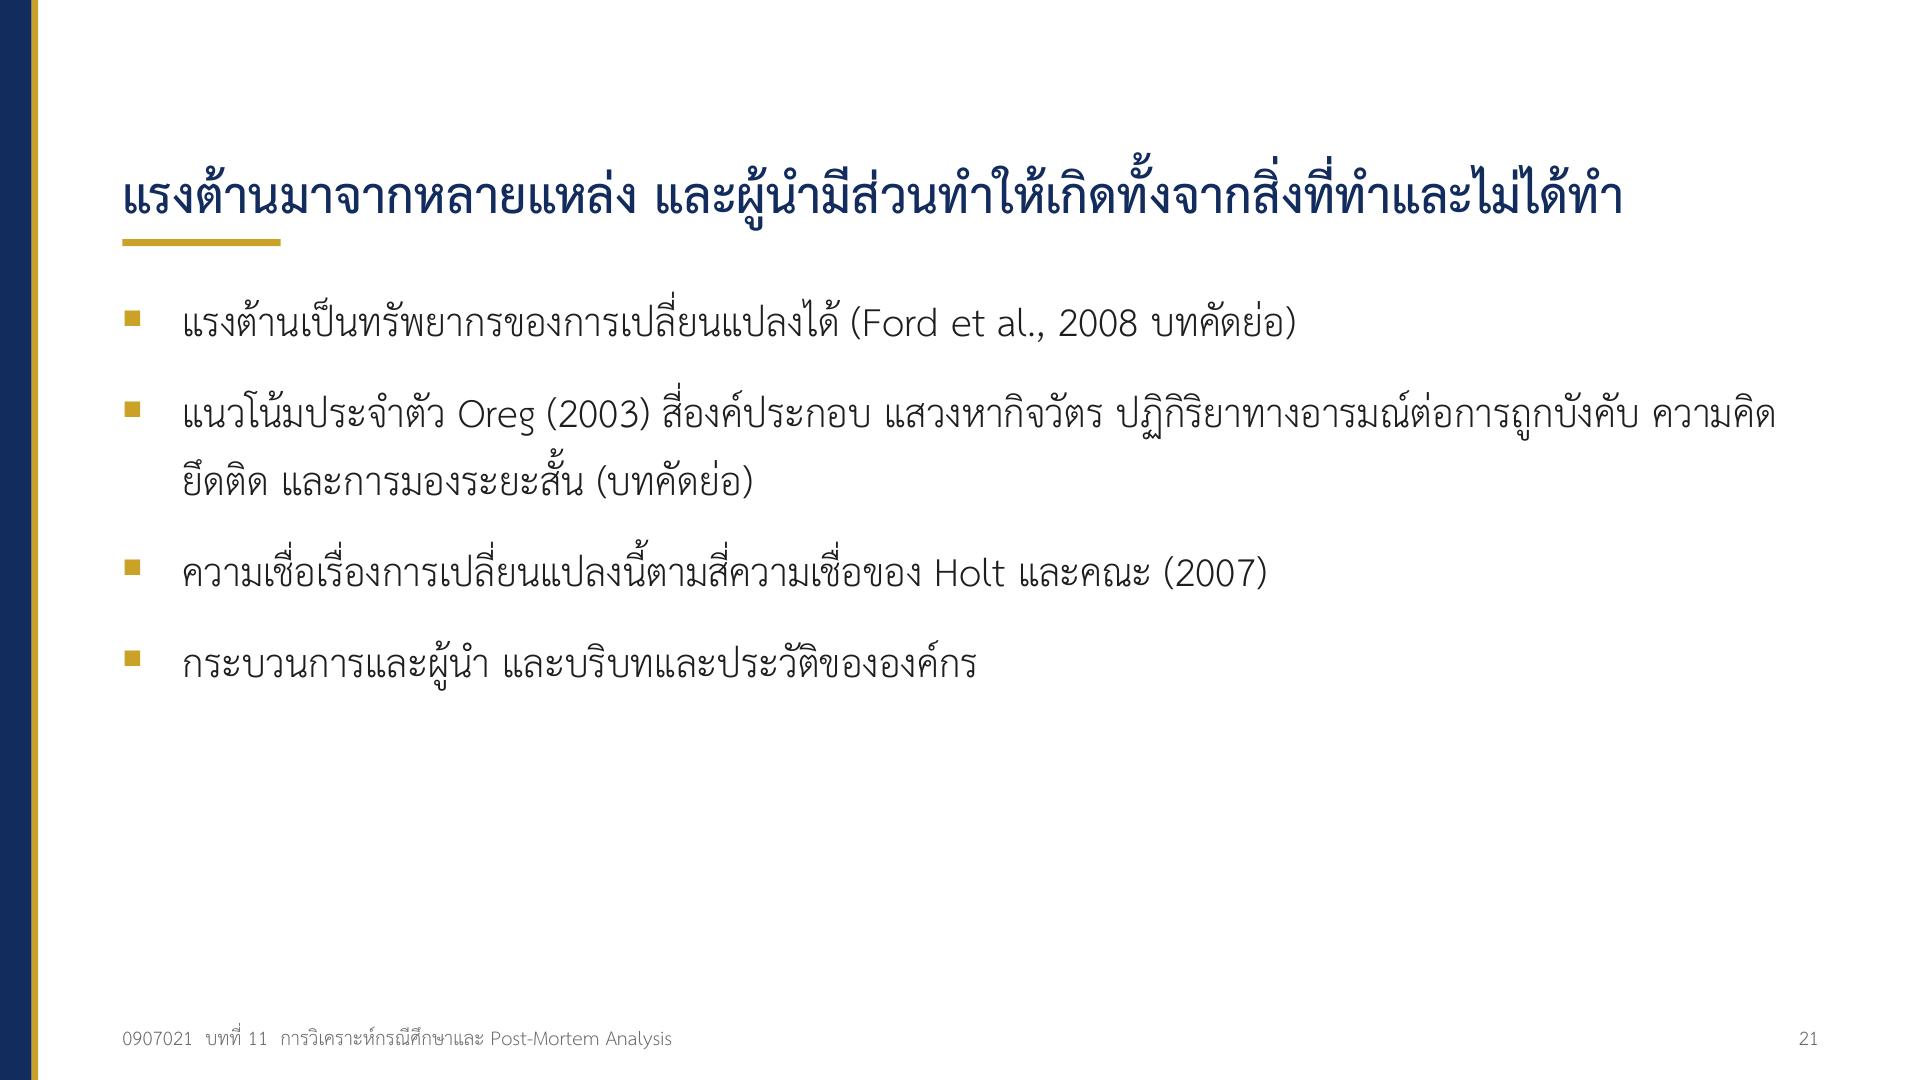 แรงต้านมาจากหลายแหล่ง และผู้นำมีส่วนทำให้เกิดทั้งจากสิ่งที่ทำและไม่ได้ทำ
แรงต้านเป็นทรัพยากรของการเปลี่ยนแปลงได้ (Ford et al., 2008 บทคัดย่อ)
แนวโน้มประจำตัว Oreg (2003) สี่องค์ประกอบ แสวงหากิจวัตร ปฏิกิริยาทางอารมณ์ต่อการถูกบังคับ ความคิด
ยึดติด และการมองระยะสั้น (บทคัดย่อ)
ความเชื่อเรื่องการเปลี่ยนแปลงนี้ตามสี่ความเชื่อของ Holt และคณะ (2007)
กระบวนการและผู้นำ และบริบทและประวัติขององค์กร
0907021 บทที่ 11 การวิเคราะห์กรณีศึกษาและ Post-Mortem Analysis
21